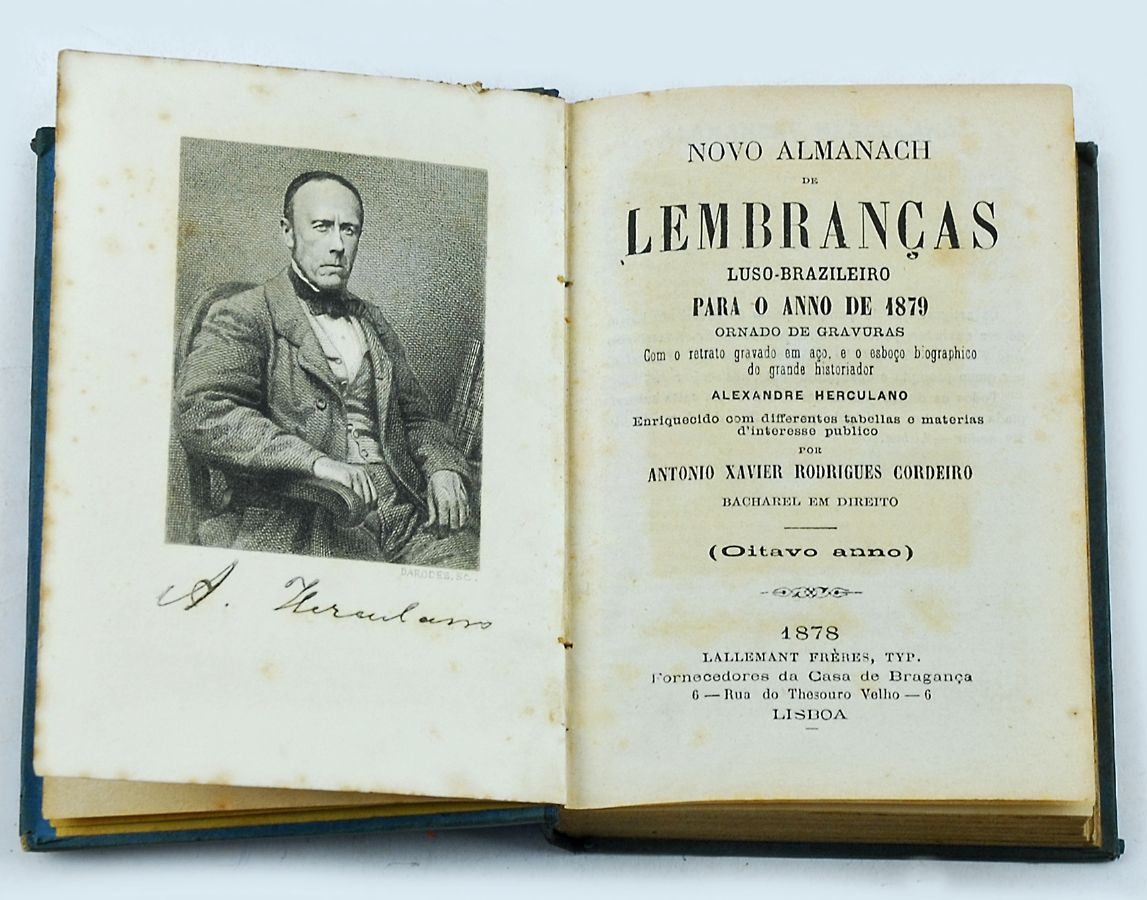 DARODES, SC.
A. Herculano
NOVO ALMANACH
DE
LEMBRANÇAS
LUSO-BRAZILEIRO
PARA O ANNO DE 1879
ORNADO DE GRAVURAS
Com o retrato gravado em aço, e o esboço biographico
do grande historiador
ALEXANDRE HERCULANO
Enriquecido com differentes tabellas e materias
d'interesse publico
POR
ANTONIO XAVIER RODRIGUES CORDEIRO
BACHAREL EM DIREITO
(Oitavo anno)
1878
LALLEMANT FRÈRES, TYP.
Fornecedores da Casa de Bragança
6 — Rua do Thesouro Velho — 6
LISBOA